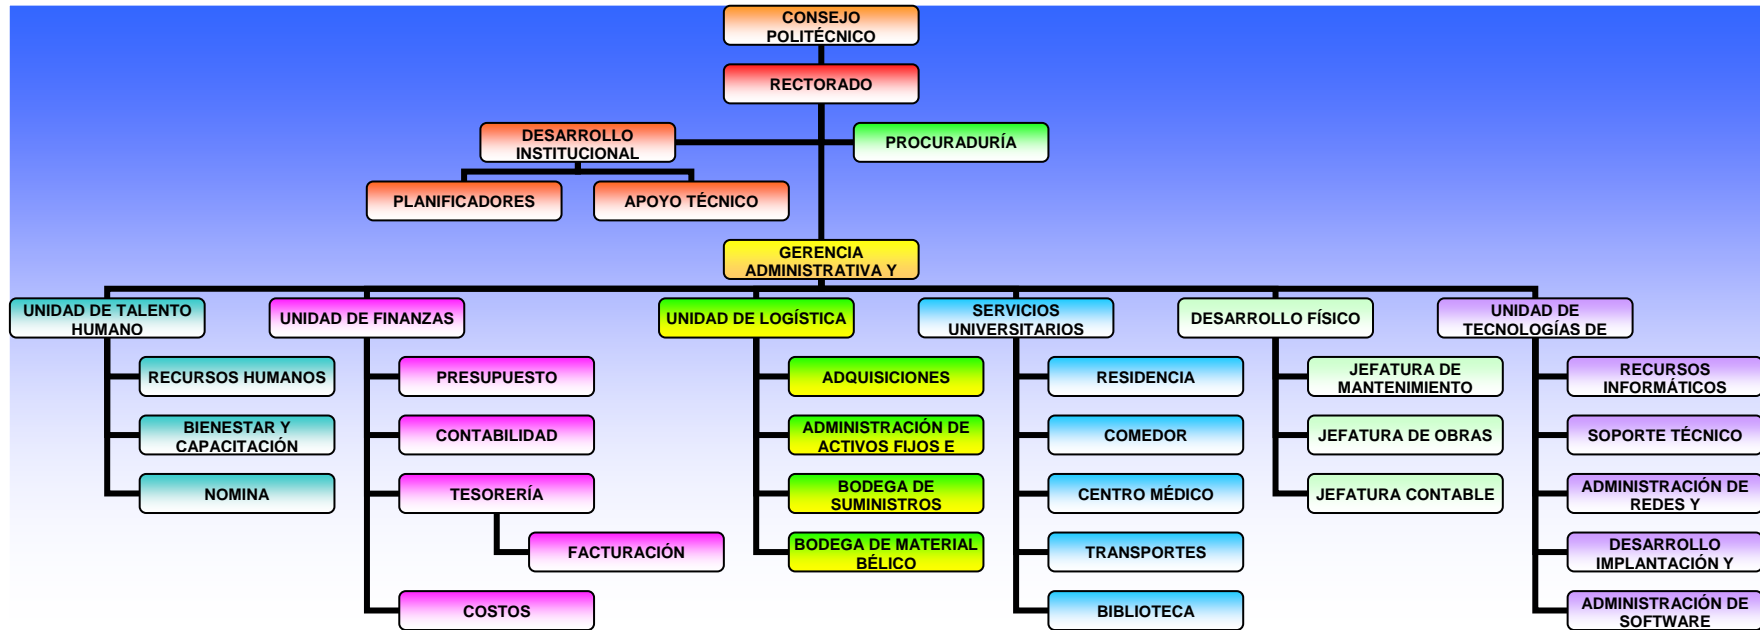 CONSEJO
POLITÉCNICO
RECTORADO
DESARROLLO
INSTITUCIONAL
PROCURADURÍA
PLANIFICADORES
APOYO TÉCNICO
GERENCIA
ADMINISTRATIVA Y
UNIDAD DE TALENTO
HUMANO
UNIDAD DE FINANZAS
UNIDAD DE LOGÍSTICA
SERVICIOS
UNIVERSITARIOS
DESARROLLO FÍSICO
UNIDAD DE
TECNOLOGÍAS DE
RECURSOS HUMANOS
BIENESTAR Y
CAPACITACIÓN
NOMINA
PRESUPUESTO
CONTABILIDAD
TESORERÍA
FACTURACIÓN
COSTOS
ADQUISICIONES
ADMINISTRACIÓN DE
ACTIVOS FIJOS E
BODEGA DE
SUMINISTROS
BODEGA DE MATERIAL
BÉLICO
RESIDENCIA
COMEDOR
CENTRO MÉDICO
TRANSPORTES
BIBLIOTECA
JEFATURA DE
MANTENIMIENTO
JEFATURA DE OBRAS
JEFATURA CONTABLE
RECURSOS
INFORMÁTICOS
SOPORTE TÉCNICO
ADMINISTRACIÓN DE
REDES Y
DESARROLLO
IMPLANTACIÓN Y
ADMINISTRACIÓN DE
SOFTWARE